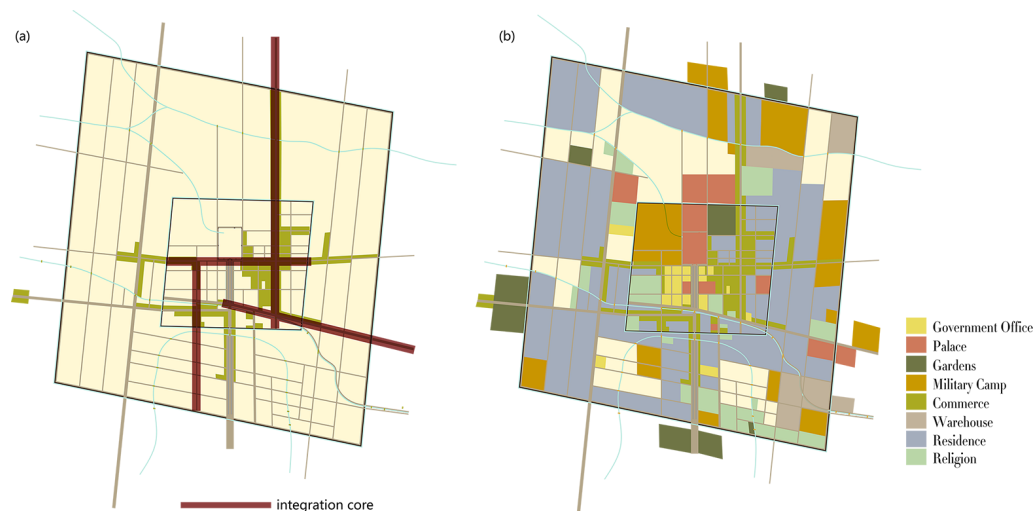 (a)
(b)
Government Office
Palace
Gardens
Military Camp
Commerce
Warehouse
Residence
Religion
integration core